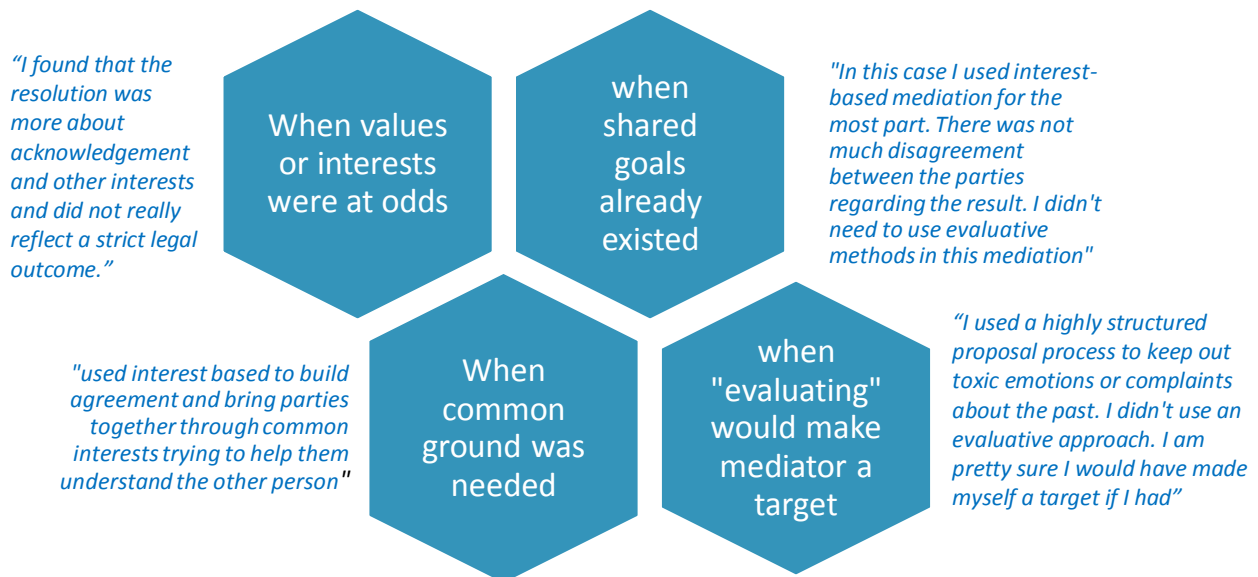 “I found that the
resolution was
more about
acknowledgement
and other interests
and did not really
reflect a strict legal
outcome.”
When values
or interests
were at odds
when
shared
goals
already
existed
"In this case I used interest-
based mediation for the
most part. There was not
much disagreement
between the parties
regarding the result. I didn't
need to use evaluative
methods in this mediation"
"used interest based to build
agreement and bring parties
together through common
interests trying to help them
understand the other person"
When
common
ground was
needed
when
"evaluating"
would make
mediator a
target
“I used a highly structured
proposal process to keep out
toxic emotions or complaints
about the past. I didn't use an
evaluative approach. I am
pretty sure I would have made
myself a target if I had”